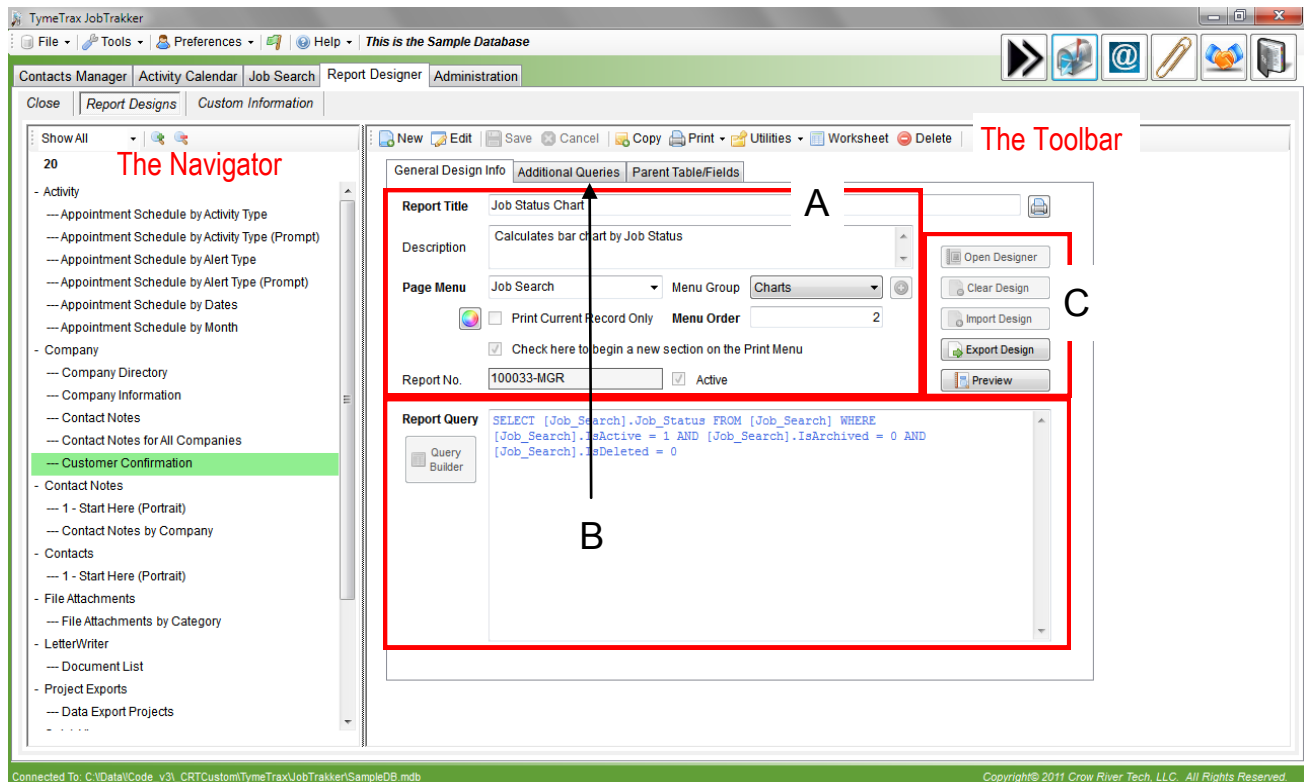 TymeTrax JobTrakker
File Tools Preferences Help This is the Sample Database
Contacts Manager Activity Calendar Job Search Report Designer Administration
Close Report Designs Custom Information
Show All
20
The Navigator
- Activity
--- Appointment Schedule by Activity Type
--- Appointment Schedule by Activity Type (Prompt)
--- Appointment Schedule by Alert Type
--- Appointment Schedule by Alert Type (Prompt)
--- Appointment Schedule by Dates
--- Appointment Schedule by Month
- Company
--- Company Directory
--- Company Information
--- Contact Notes
--- Contact Notes for All Companies
--- Customer Confirmation
- Contact Notes
--- 1 - Start Here (Portrait)
--- Contact Notes by Company
- Contacts
--- 1 - Start Here (Portrait)
- File Attachments
--- File Attachments by Category
- LetterWriter
--- Document List
- Project Exports
--- Data Export Projects
New Edit Save Cancel Copy Print Utilities Worksheet Delete
The Toolbar
General Design Info Additional Queries Parent Table/Fields
A
Report Title Job Status Chart
Description Calculates bar chart by Job Status
Page Menu Job Search Menu Group Charts
Print Current Record Only Menu Order 2
Check here to begin a new section on the Print Menu
Report No. 100033-MGR Active
Open Designer
Clear Design
C
Import Design
Export Design
Preview
Report Query
Query Builder
SELECT [Job_Search].Job_Status FROM [Job_Search] WHERE
[Job_Search].IsActive = 1 AND [Job_Search].IsArchived = 0 AND
[Job_Search].IsDeleted = 0
B
Connected To: C:\Data\!Code_v3\_CRTCustom\TymeTrax\JobTrakker\SampleDB.mdb
Copyright© 2011 Crow River Tech, LLC. All Rights Reserved.